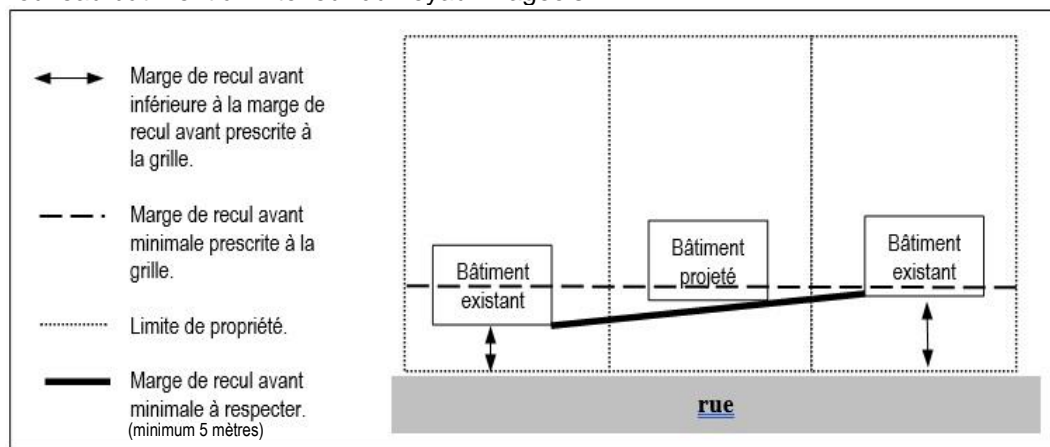 Marge de recul avant
inférieure à la marge de
recul avant prescrite à
la grille.
Marge de recul avant
minimale prescrite à la
grille.
Limite de propriété.
Marge de recul avant
minimale à respecter.
(minimum 5 mètres)
Bâtiment
existant
Bâtiment
projeté
Bâtiment
existant
rue